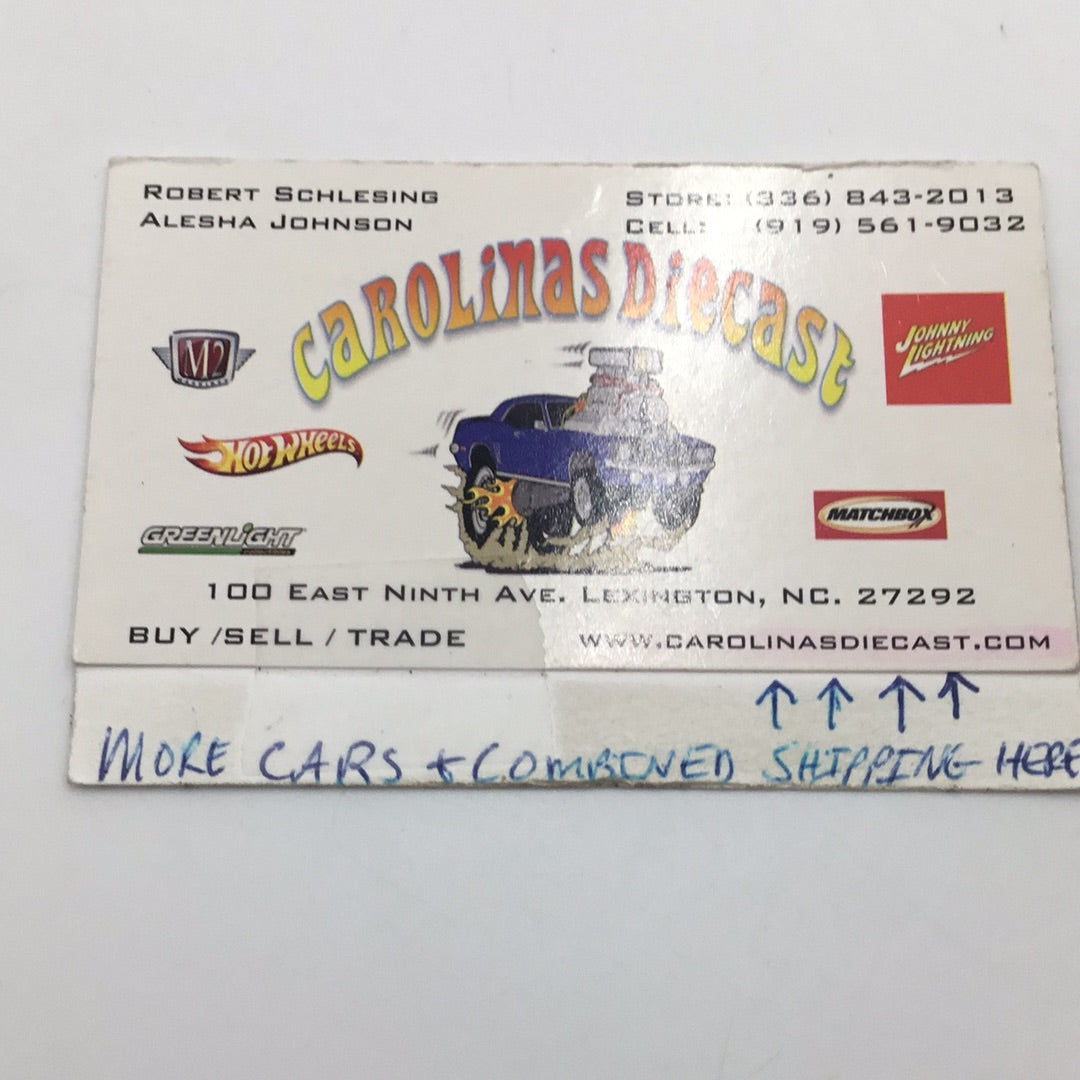 ROBERT SCHLESING
ALESHA JOHNSON
STORE: (336) 843-2013
CELL: (919) 561-9032
CAROLINAS DIECAST
M2
JOHNNY
LIGHTNING
HOT WHEELS
MATCHBOX
GREENLIGHT
100 EAST NINTH AVE. LEXINGTON, NC. 27292
BUY /SELL / TRADE
WWW.CAROLINASDIECAST.COM
MORE CARS & COMBINED SHIPPING HERE